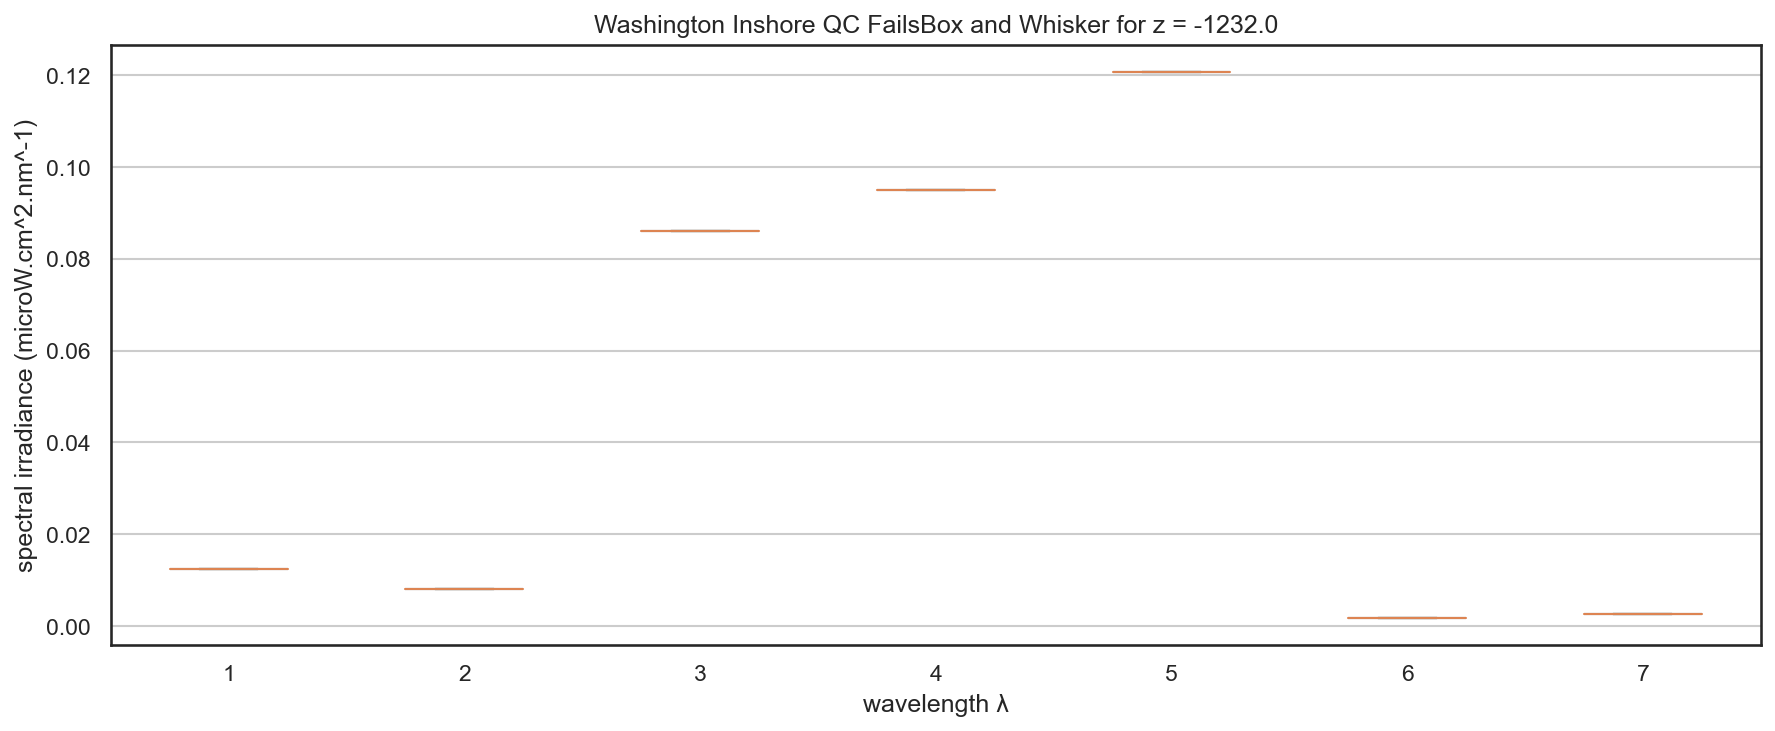 Washington Inshore QC FailsBox and Whisker for z = -1232.0
spectral irradiance (microW.cm^2.nm^-1)
0.12
0.10
0.08
0.06
0.04
0.02
0.00
1 2 3 4 5 6 7
wavelength λ